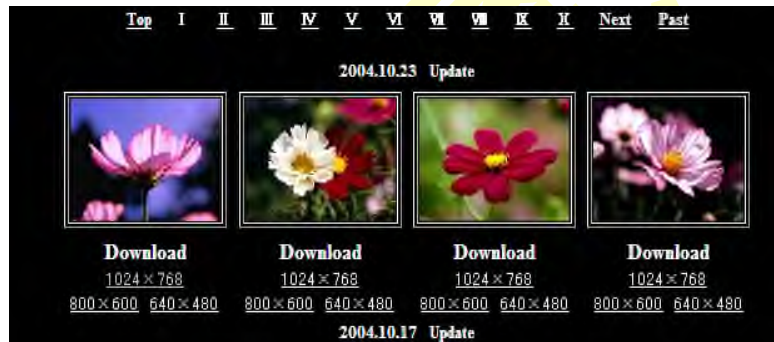 Top I II III IV V VI VII VIII IX X Next Past
2004.10.23 Update
Download Download Download Download
1024×768 1024×768 1024×768 1024×768
800×600 640×480 800×600 640×480 800×600 640×480 800×600 640×480
2004.10.17 Update